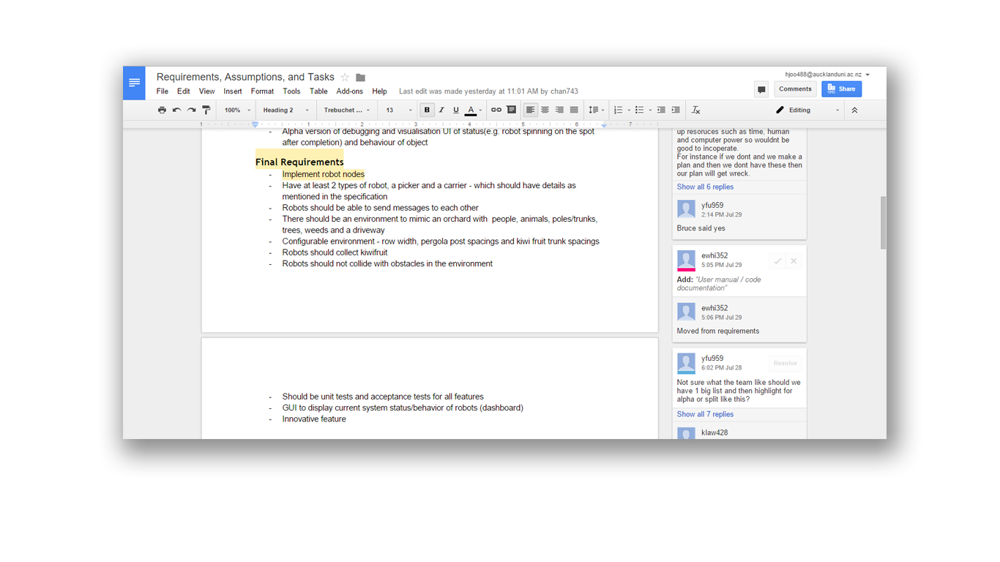 Requirements, Assumptions, and Tasks
hjoo488@aucklanduni.ac.nz
File Edit View Insert Format Tools Table Add-ons Help Last edit was made yesterday at 11:01 AM by chan743
Comments
Share
100% Heading 2 Trebuchet ... 13 B I U A Editing
1 1 2 3 4 5 6 7
- Alpha version of debugging and visualisation UI of status(e.g. robot spinning on the spot
after completion) and behaviour of object
Final Requirements
- Implement robot nodes
- Have at least 2 types of robot, a picker and a carrier - which should have details as
mentioned in the specification
- Robots should be able to send messages to each other
- There should be an environment to mimic an orchard with people, animals, poles/trunks,
trees, weeds and a driveway
- Configurable environment - row width, pergola post spacings and kiwi fruit trunk spacings
- Robots should collect kiwifruit
- Robots should not collide with obstacles in the environment
- Should be unit tests and acceptance tests for all features
- GUI to display current system status/behavior of robots (dashboard)
- Innovative feature
up resoruces such as time, human
and computer power so wouldnt be
good to incoperate.
For instance if we dont and we make a
plan and then we dont have these then
our plan will get wreck.
Show all 6 replies
yfu959
2:14 PM Jul 29
Bruce said yes
ewhi352
5:05 PM Jul 29
Add: "User manual / code
documentation"
ewhi352
5:06 PM Jul 29
Moved from requirements
yfu959
6:02 PM Jul 28
Resolve
Not sure what the team like should we
have 1 big list and then highlight for
alpha or split like this?
Show all 7 replies
klaw428